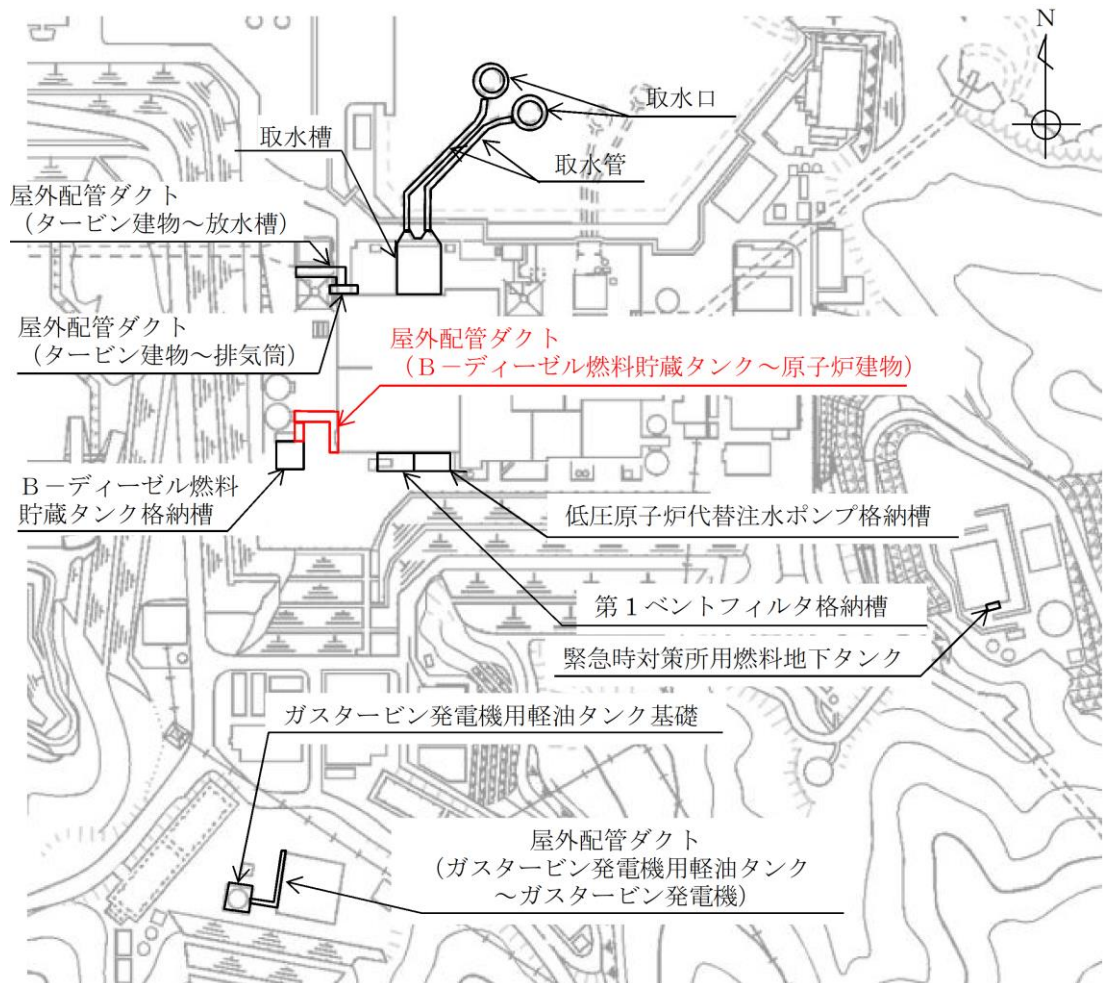 N
取水口
取水槽
取水管
屋外配管ダクト
（タービン建物～放水槽）
屋外配管ダクト
（タービン建物～排気筒）
屋外配管ダクト
（Ｂ－ディーゼル燃料貯蔵タンク～原子炉建物）
Ｂ－ディーゼル燃料
貯蔵タンク格納槽
低圧原子炉代替注水ポンプ格納槽
第１ベントフィルタ格納槽
緊急時対策所用燃料地下タンク
ガスタービン発電機用軽油タンク基礎
屋外配管ダクト
（ガスタービン発電機用軽油タンク
～ガスタービン発電機）